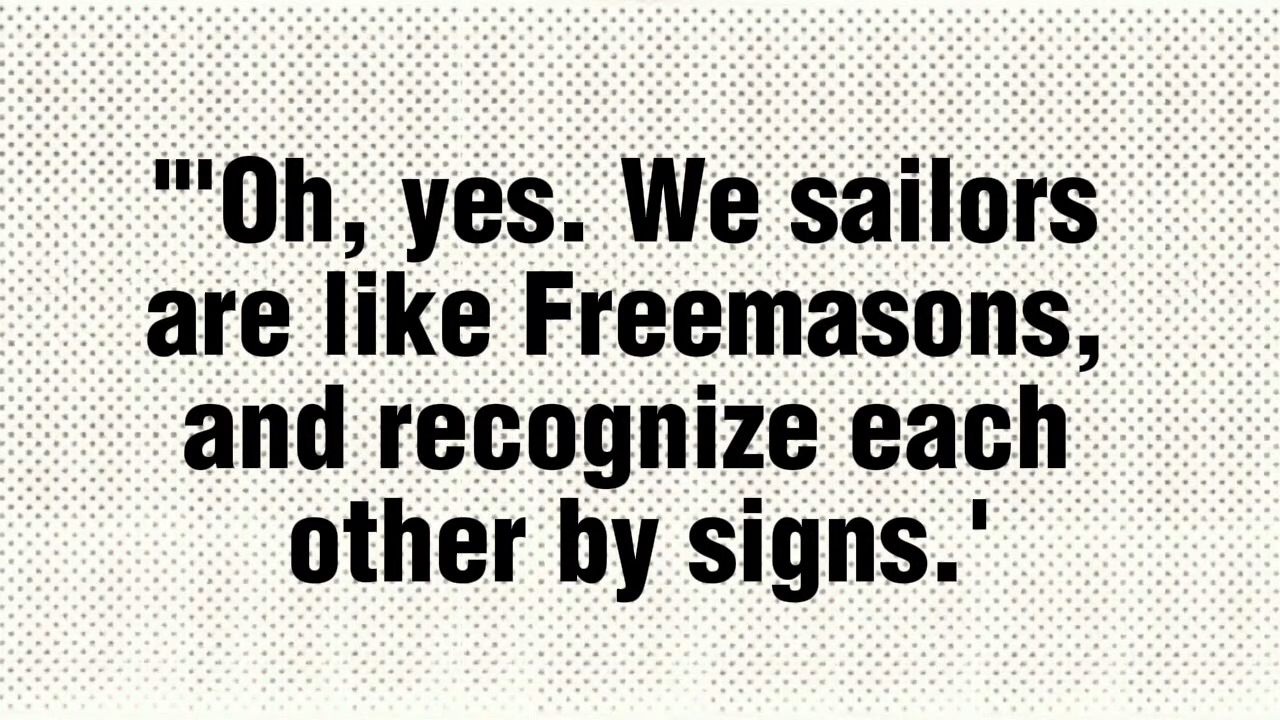 "'Oh, yes. We sailors
are like Freemasons,
and recognize each
other by signs.'